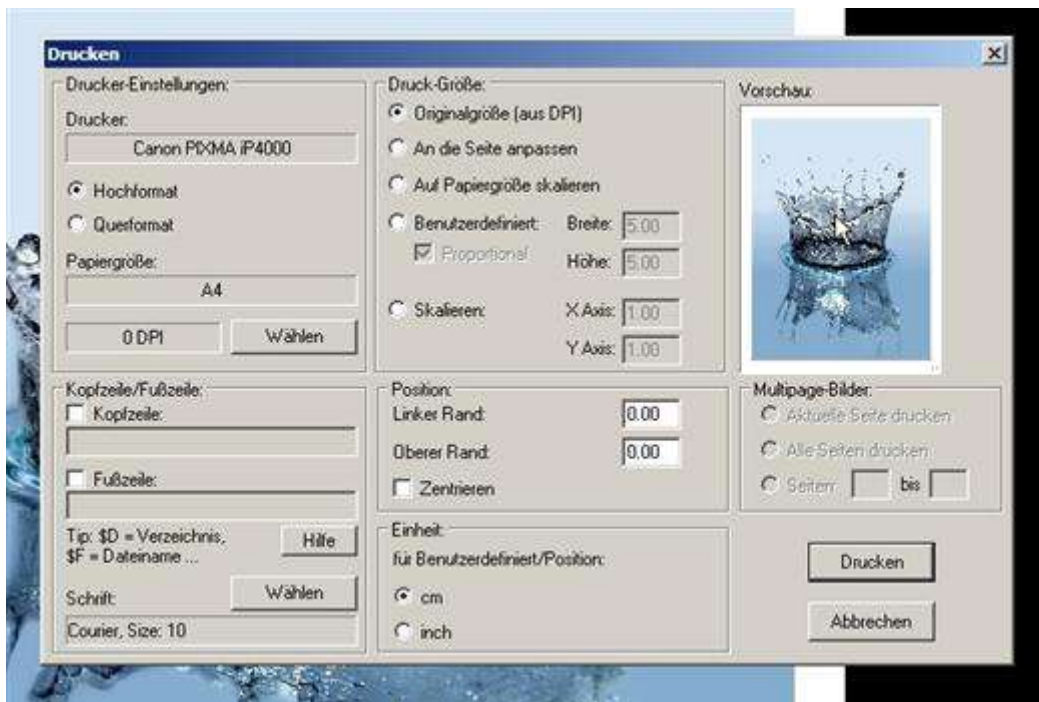 Drucken
Drucker-Einstellungen:
Drucker:
Canon PIXMA iP4000
Hochformat
Querformat
Papiergröße:
A4
0 DPI
Wählen
Druck-Größe:
Originalgröße (aus DPI)
An die Seite anpassen
Auf Papiergröße skalieren
Benutzerdefiniert: Breite: 5.00
Proportional Höhe: 5.00
Skalieren: X Axis: 1.00
Y Axis: 1.00
Vorschau:
Kopfzeile/Fußzeile:
Kopfzeile:
Fußzeile:
Tip: $D = Verzeichnis,
$F = Dateiname ...
Hilfe
Schrift:
Wählen
Courier, Size: 10
Position:
Linker Rand: 0.00
Oberer Rand: 0.00
Zentrieren
Einheit:
für Benutzerdefiniert/Position:
cm
inch
Multipage-Bilder:
Aktuelle Seite drucken
Alle Seiten drucken
Seiten: bis
Drucken
Abbrechen